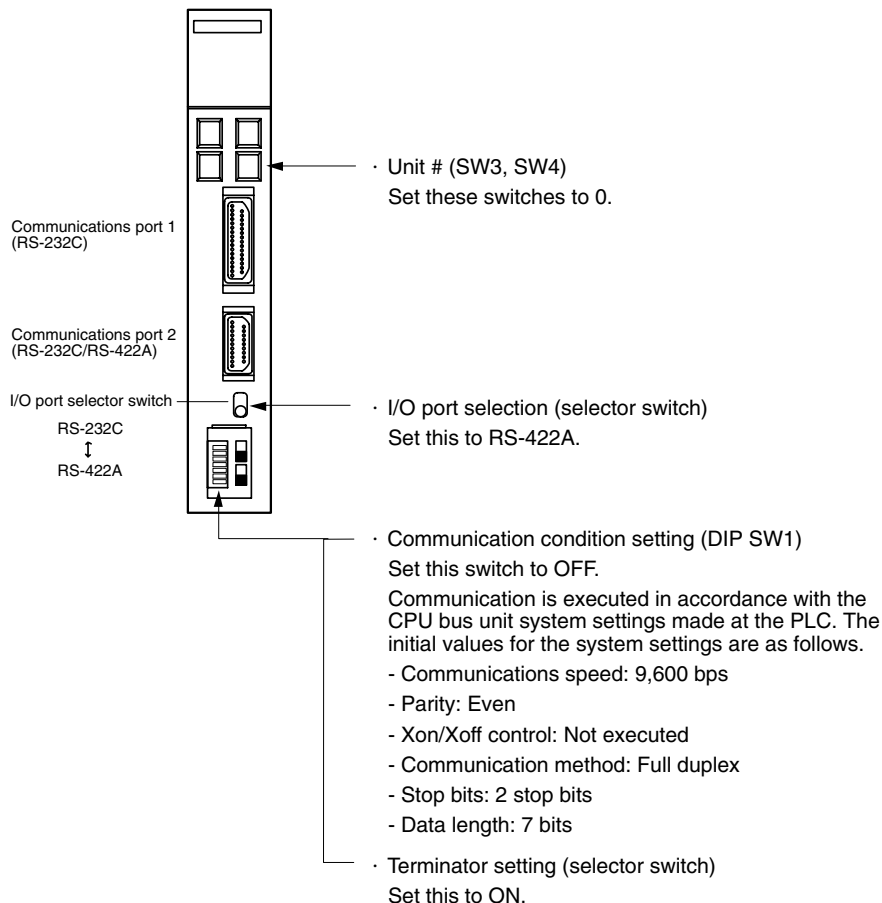 · Unit # (SW3, SW4)
Set these switches to 0.
Communications port 1
(RS-232C)
Communications port 2
(RS-232C/RS-422A)
I/O port selector switch
RS-232C
↕
RS-422A
· I/O port selection (selector switch)
Set this to RS-422A.
· Communication condition setting (DIP SW1)
Set this switch to OFF.
Communication is executed in accordance with the
CPU bus unit system settings made at the PLC. The
initial values for the system settings are as follows.
- Communications speed: 9,600 bps
- Parity: Even
- Xon/Xoff control: Not executed
- Communication method: Full duplex
- Stop bits: 2 stop bits
- Data length: 7 bits
· Terminator setting (selector switch)
Set this to ON.